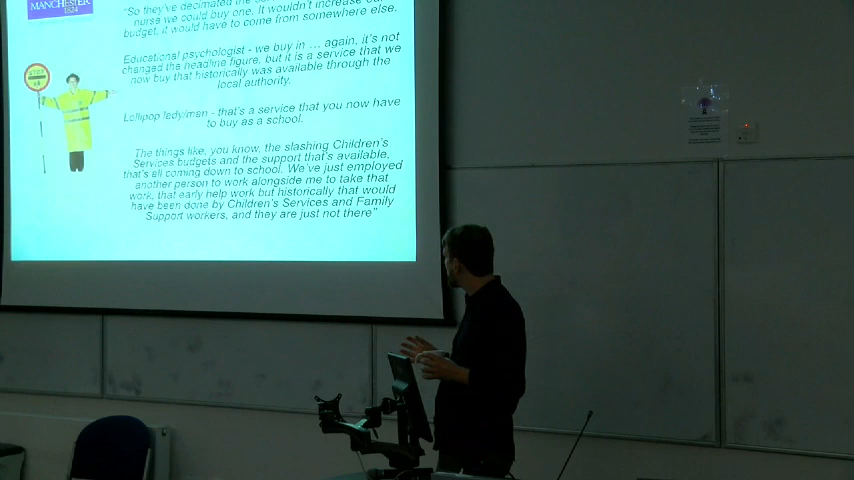 MANCHESTER
1824
"So they've decimated the
nurse we could buy one. It wouldn't increase our
budget, it would have to come from somewhere else.
Educational psychologist - we buy in … again, it's not
changed the headline figure, but it is a service that we
now buy that historically was available through the
local authority.
STOP
Lollipop lady/man - that's a service that you now have
to buy as a school.
The things like, you know, the slashing Children's
Services budgets and the support that's available,
that's all coming down to school. We've just employed
another person to work alongside me to take that
work, that early help work but historically that would
have been done by Children's Services and Family
Support workers, and they are just not there"